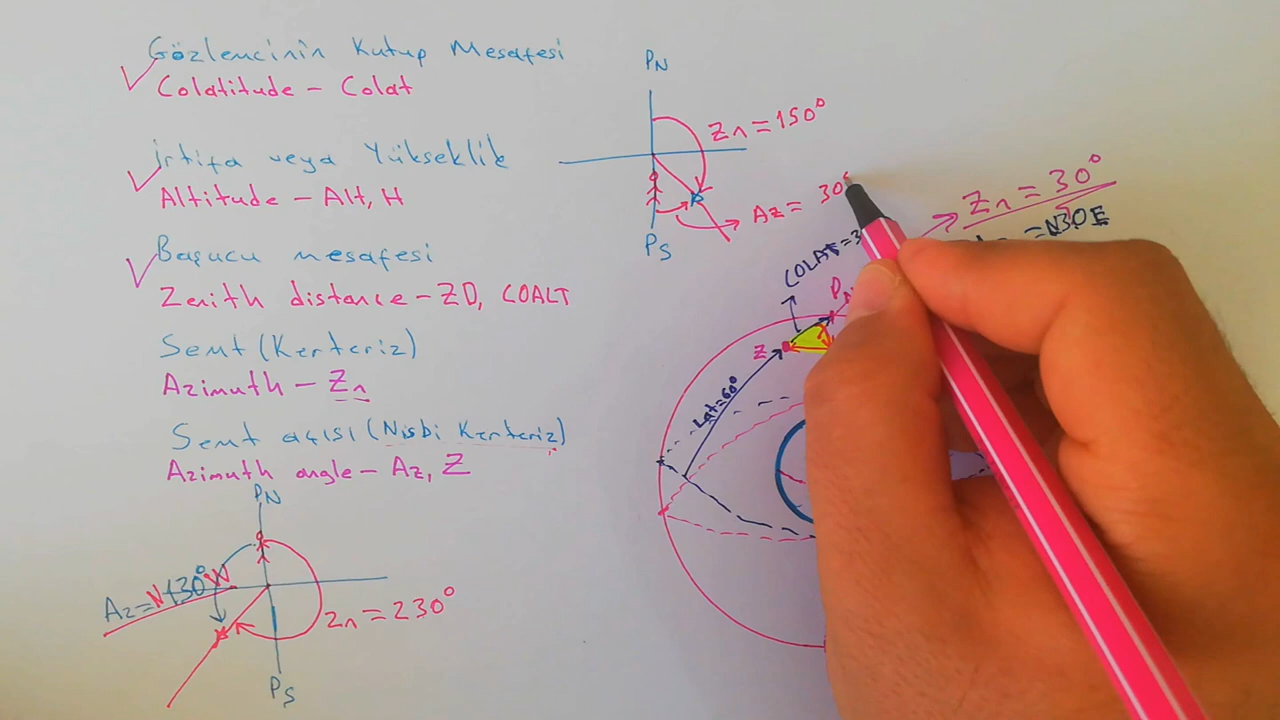 Gözlemcinin Kutup Mesafesi
Colatitude - Colat
İrtifa veya Yükseklik
Altitude - Alt, H
Başucu mesafesi
Zenith distance - ZD, COALT
Semt (Kerteriz)
Azimuth - Zn
Semt açısı (Nisbi Kerteriz)
Azimuth angle - Az, Z
PN
Az=N130°W
Zn=230°
PS
PN
Zn=150°
Az= 30°
PS
Zn=30°
=N30E
COLAT=3
P
Z
Lat=60°